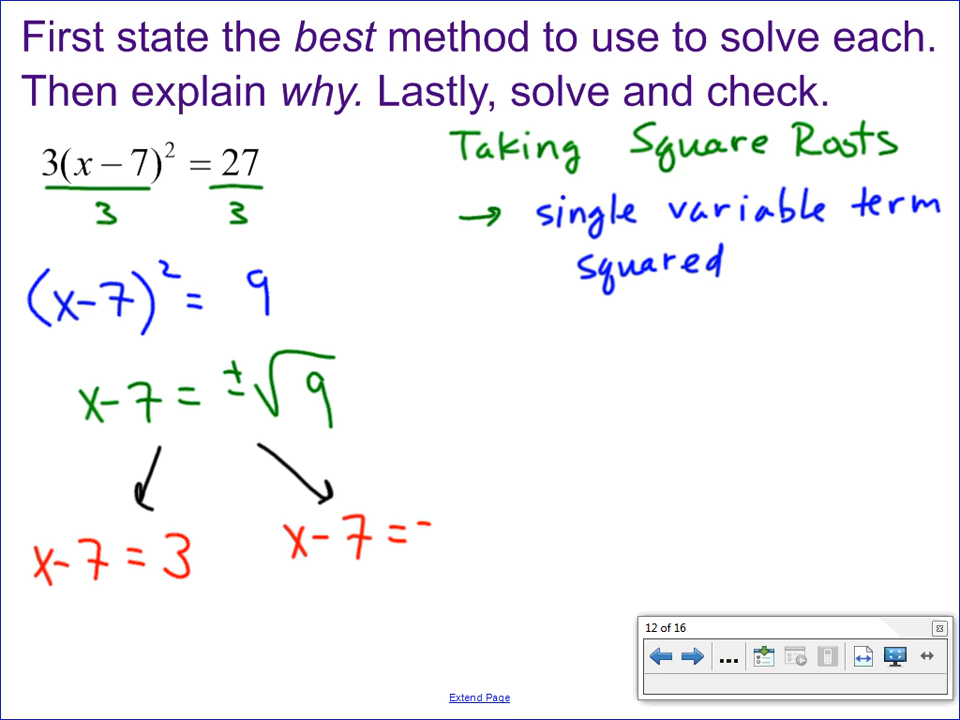 First state the best method to use to solve each.
Then explain why. Lastly, solve and check.
3(x – 7)² = 27
3 3
Taking Square Roots
→ single variable term
squared
(x-7)² = 9
x-7 = ±√9
x-7 = 3
x-7 = -
12 of 16
...
Extend Page